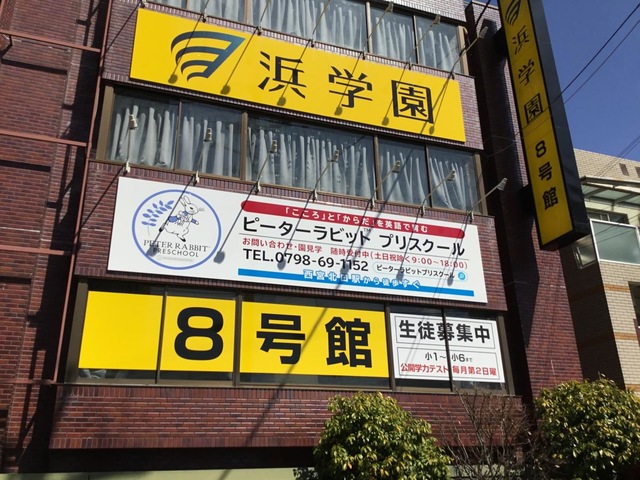 浜学園
浜学園 8号館
PETER RABBIT
PRESCHOOL
「こころ」と「からだ」を英語で育む
ピーターラビット プリスクール
お問い合わせ・園見学 随時受付中(土日祝除く9:00～18:00)
TEL.0798-69-1152 ピーターラビットプリスクール
8号館
生徒募集中
小1～小6まで
公開学力テスト 毎月第2日曜